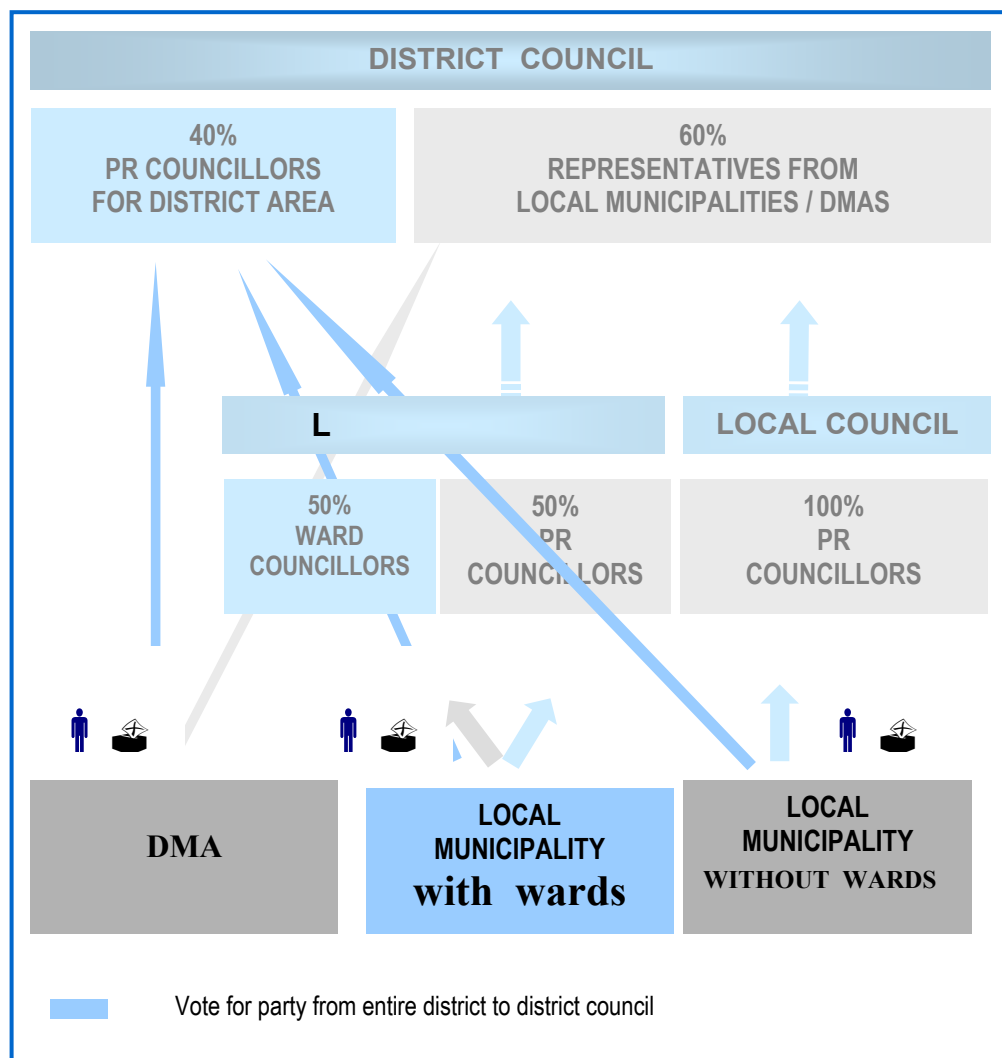 DISTRICT COUNCIL
40%
PR COUNCILLORS
FOR DISTRICT AREA
60%
REPRESENTATIVES FROM
LOCAL MUNICIPALITIES / DMAS
L
LOCAL COUNCIL
50%
WARD
COUNCILLORS
50%
PR
COUNCILLORS
100%
PR
COUNCILLORS
DMA
LOCAL
MUNICIPALITY
with wards
LOCAL
MUNICIPALITY
WITHOUT WARDS
Vote for party from entire district to district council